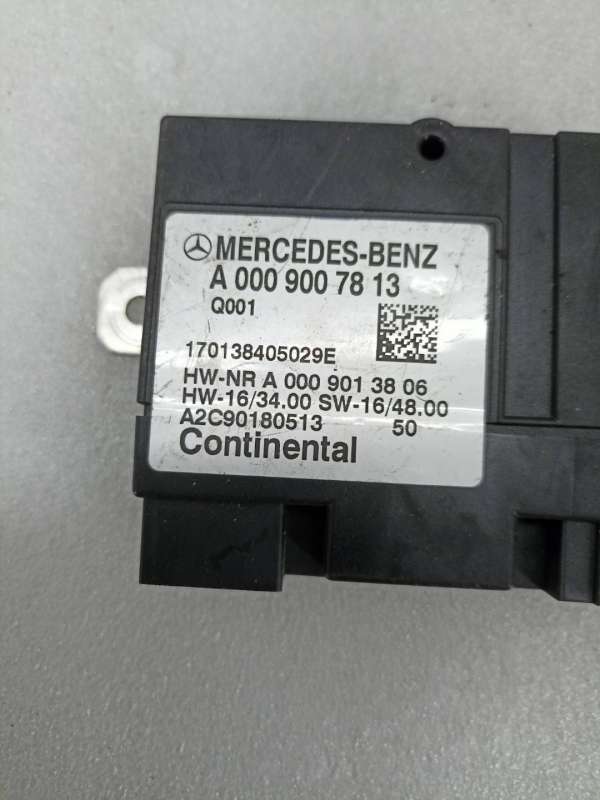 MERCEDES-BENZ
A 000 900 78 13
Q001
170138405029E
HW-NR A 000 901 38 06
HW-16/34.00 SW-16/48.00
A2C90180513 50
Continental